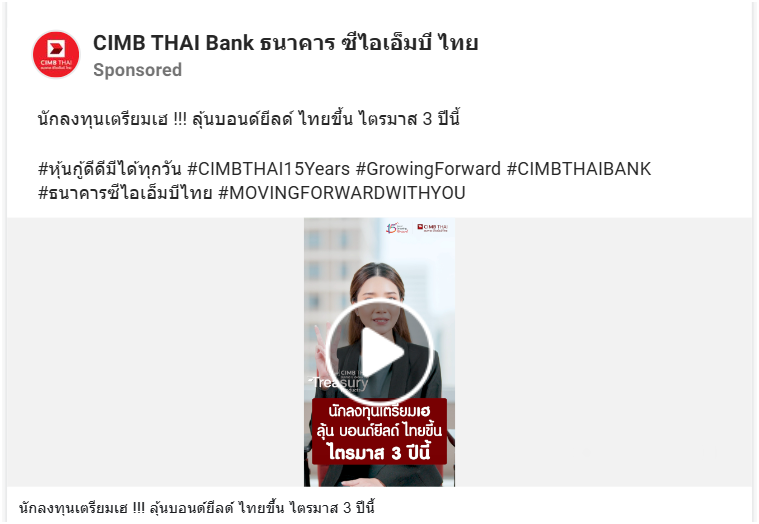 CIMB THAI Bank ธนาคาร ซีไอเอ็มบี ไทย
Sponsored
นักลงทุนเตรียมเฮ !!! ลุ้นบอนด์ยีลด์ ไทยขึ้น ไตรมาส 3 ปีนี้
#หุ้นกู้ดีดีมีได้ทุกวัน #CIMBTHAI15Years #GrowingForward #CIMBTHAIBANK
#ธนาคารซีไอเอ็มบีไทย #MOVINGFORWARDWITHYOU
CIMB THAI
15
CIMB THAI
CIMB THAI
Treasury
นักลงทุนเตรียมเฮ
ลุ้น บอนด์ยีลด์ ไทยขึ้น
ไตรมาส 3 ปีนี้
นักลงทุนเตรียมเฮ !!! ลุ้นบอนด์ยีลด์ ไทยขึ้น ไตรมาส 3 ปีนี้